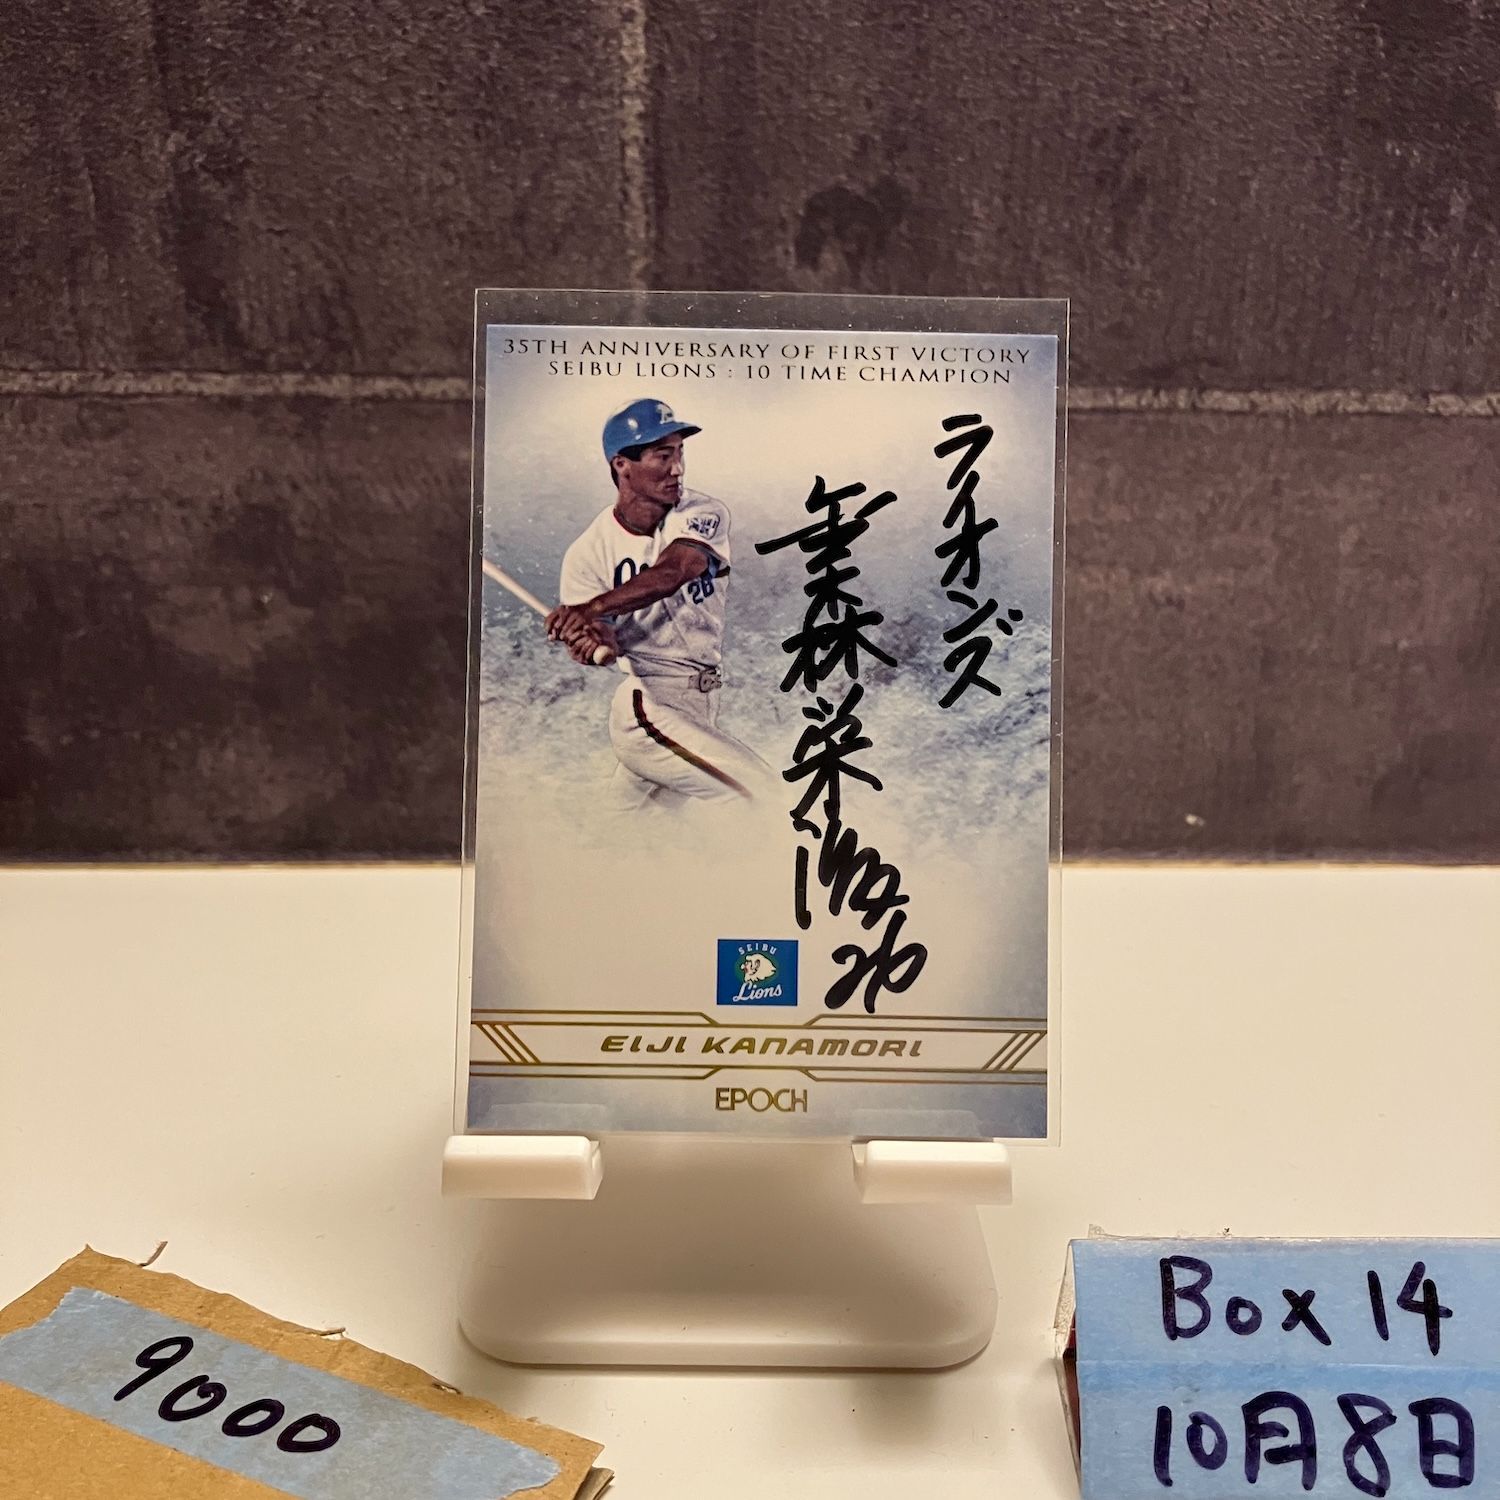 35TH ANNIVERSARY OF FIRST VICTORY
SEIBU LIONS : 10 TIME CHAMPION
ライオンズ
金森栄治
26
26
SEIBU
Lions
EIJI KANAMORI
EPOCH
9000
Box 14
10月8日